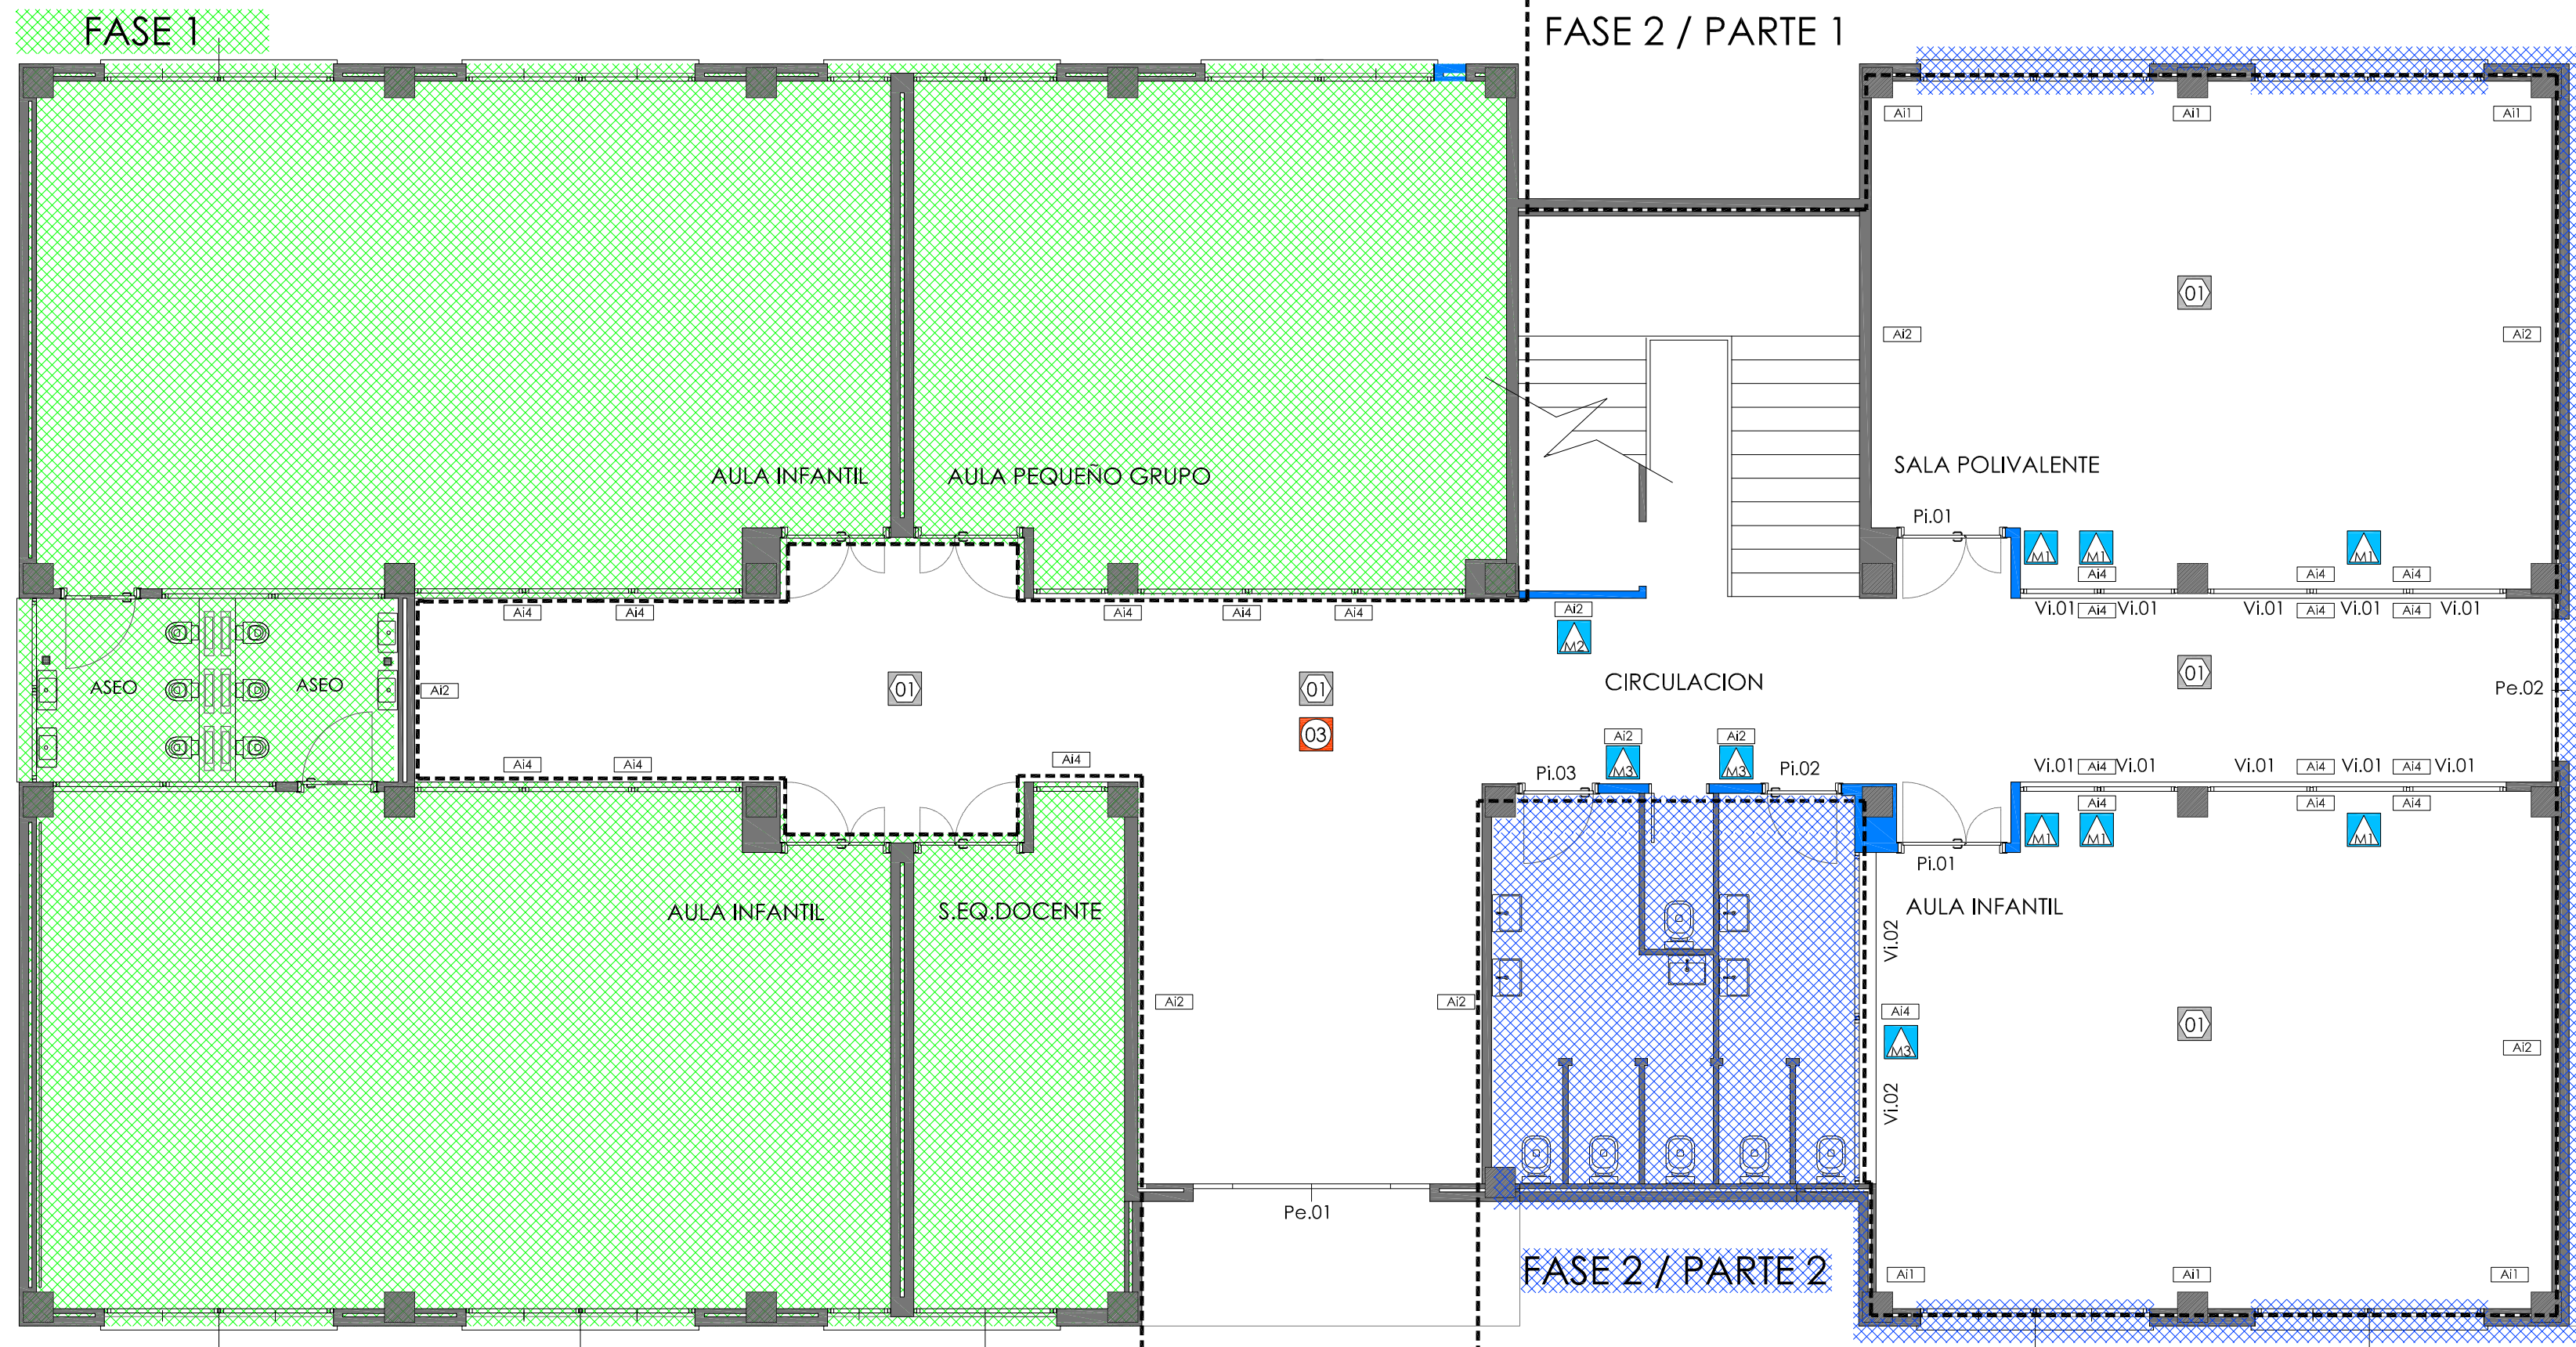 FASE 1
FASE 2 / PARTE 1
Ai1
Ai1
Ai1
01
Ai2
Ai2
AULA INFANTIL
AULA PEQUEÑO GRUPO
SALA POLIVALENTE
Pi.01
M1
M1
M1
Ai4
Ai4
Ai4
Ai4
Ai4
Ai4
Ai4
Ai4
Ai2
Vi.01
Ai4
Vi.01
Vi.01
Ai4
Vi.01
Ai4
Vi.01
M2
ASEO
ASEO
Ai2
01
01
CIRCULACION
01
Pe.02
03
Ai2
Ai2
Ai4
Ai4
Ai4
M3
M3
Pi.03
Pi.02
Vi.01
Ai4
Vi.01
Vi.01
Ai4
Vi.01
Ai4
Vi.01
Ai4
Ai4
Ai4
M1
M1
M1
Pi.01
AULA INFANTIL
S.EQ.DOCENTE
AULA INFANTIL
Vi.02
Ai2
Ai2
Ai4
01
M3
Ai2
Vi.02
Pe.01
FASE 2 / PARTE 2
Ai1
Ai1
Ai1